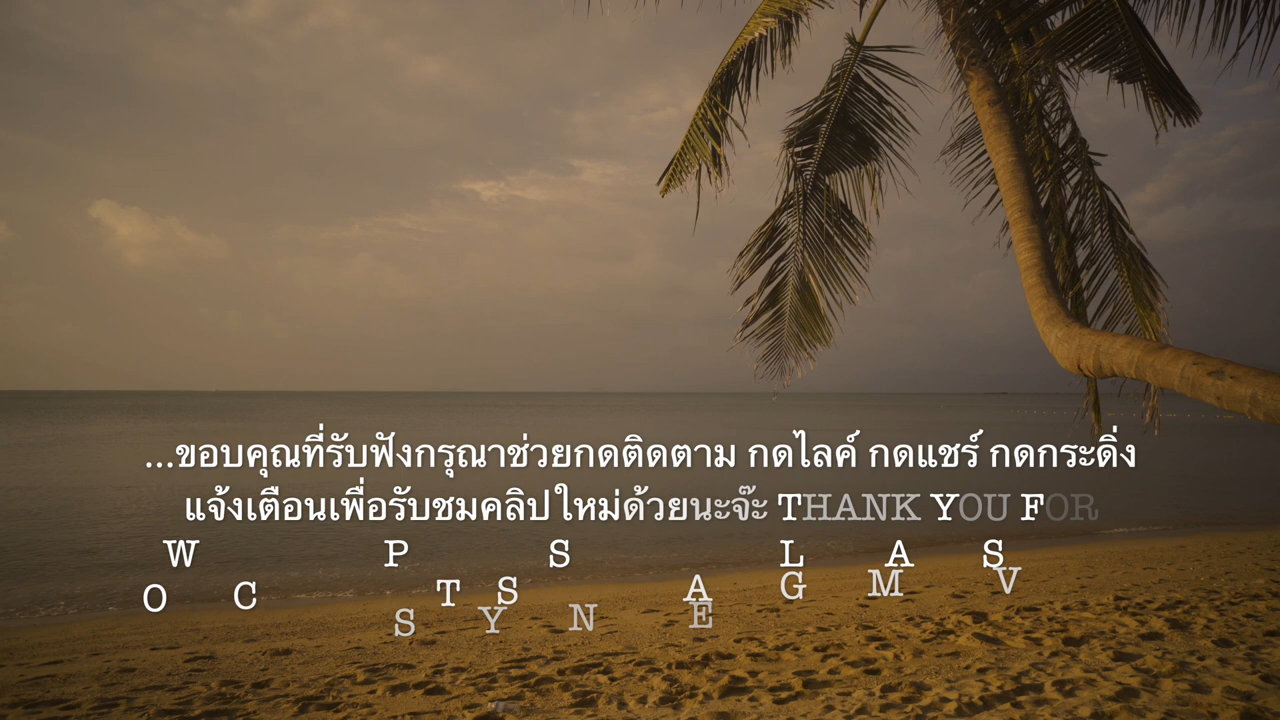 ...ขอบคุณที่รับฟังกรุณาช่วยกดติดตาม กดไลค์ กดแชร์ กดกระดิ่ง
แจ้งเตือนเพื่อรับชมคลิปใหม่ด้วยนะจ๊ะ THANK YOU FOR
W P S L A S
O C T S A G M V
S Y N E